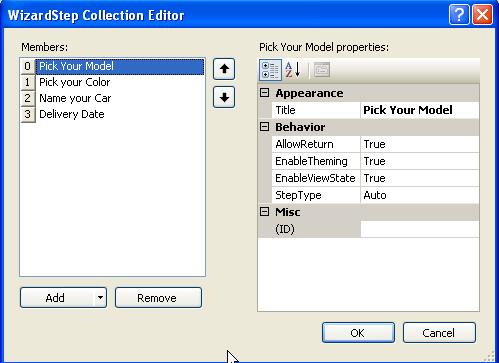 WizardStep Collection Editor
Members:
0 Pick Your Model
1 Pick your Color
2 Name your Car
3 Delivery Date
Add
Remove
Pick Your Model properties:
Appearance
Title Pick Your Model
Behavior
AllowReturn True
EnableTheming True
EnableViewState True
StepType Auto
Misc
(ID)
OK
Cancel